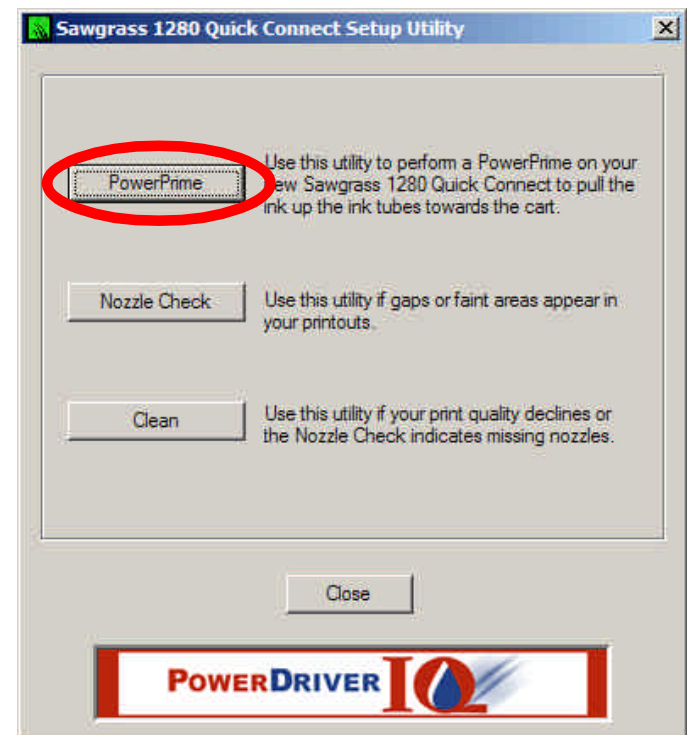 Sawgrass 1280 Quick Connect Setup Utility
PowerPrime
Use this utility to perform a PowerPrime on your
new Sawgrass 1280 Quick Connect to pull the
ink up the ink tubes towards the cart.
Nozzle Check
Use this utility if gaps or faint areas appear in
your printouts.
Clean
Use this utility if your print quality declines or
the Nozzle Check indicates missing nozzles.
Close
POWERDRIVER IQ